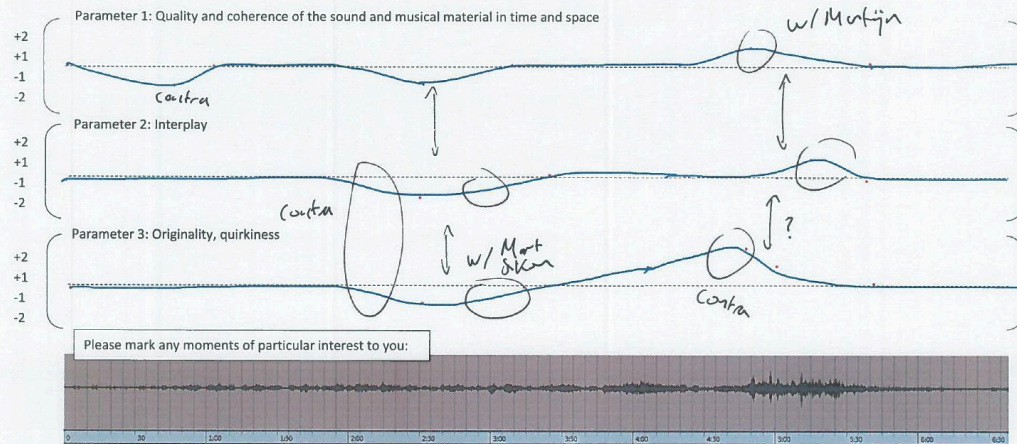 Parameter 1: Quality and coherence of the sound and musical material in time and space
w/ Martijn
+2
+1
-1
-2
Contra
Parameter 2: Interplay
+2
+1
-1
-2
Contra
Parameter 3: Originality, quirkiness
w/ Mart
?
+2
+1
-1
-2
Contra
Please mark any moments of particular interest to you:
0 30 1:00 1:30 2:00 2:30 3:00 3:30 4:00 4:30 5:00 5:30 6:00 6:30